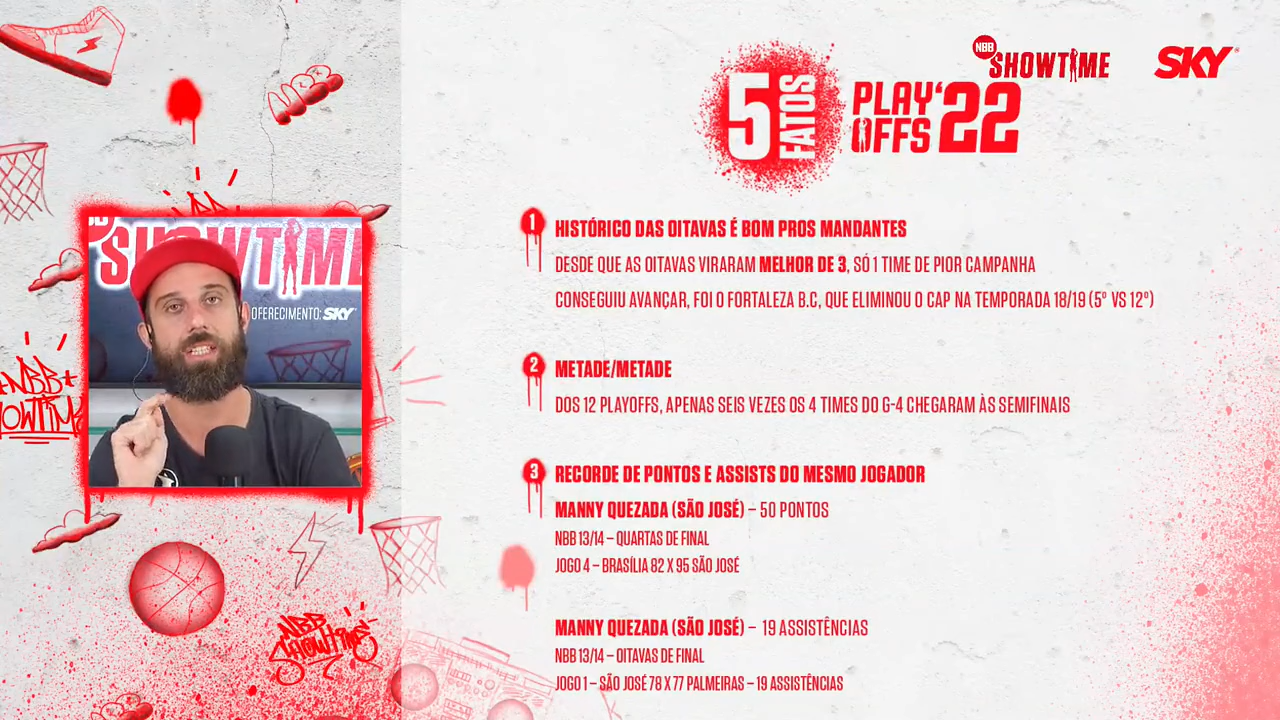 NBB
SHOWTIME
SKY
5
FATOS
PLAY
OFFS
'22
NBB
SHOWTIME
OFERECIMENTO: SKY
*NBB*
SHOWTIME
NBB
SHOWTIME
1
HISTÓRICO DAS OITAVAS É BOM PROS MANDANTES
DESDE QUE AS OITAVAS VIRARAM MELHOR DE 3, SÓ 1 TIME DE PIOR CAMPANHA
CONSEGUIU AVANÇAR, FOI O FORTALEZA B.C, QUE ELIMINOU O CAP NA TEMPORADA 18/19 (5º VS 12º)
2
METADE/METADE
DOS 12 PLAYOFFS, APENAS SEIS VEZES OS 4 TIMES DO G-4 CHEGARAM ÀS SEMIFINAIS
3
RECORDE DE PONTOS E ASSISTS DO MESMO JOGADOR
MANNY QUEZADA (SÃO JOSÉ) – 50 PONTOS
NBB 13/14 – QUARTAS DE FINAL
JOGO 4 – BRASÍLIA 82 X 95 SÃO JOSÉ
MANNY QUEZADA (SÃO JOSÉ) – 19 ASSISTÊNCIAS
NBB 13/14 – OITAVAS DE FINAL
JOGO 1 – SÃO JOSÉ 78 X 77 PALMEIRAS – 19 ASSISTÊNCIAS